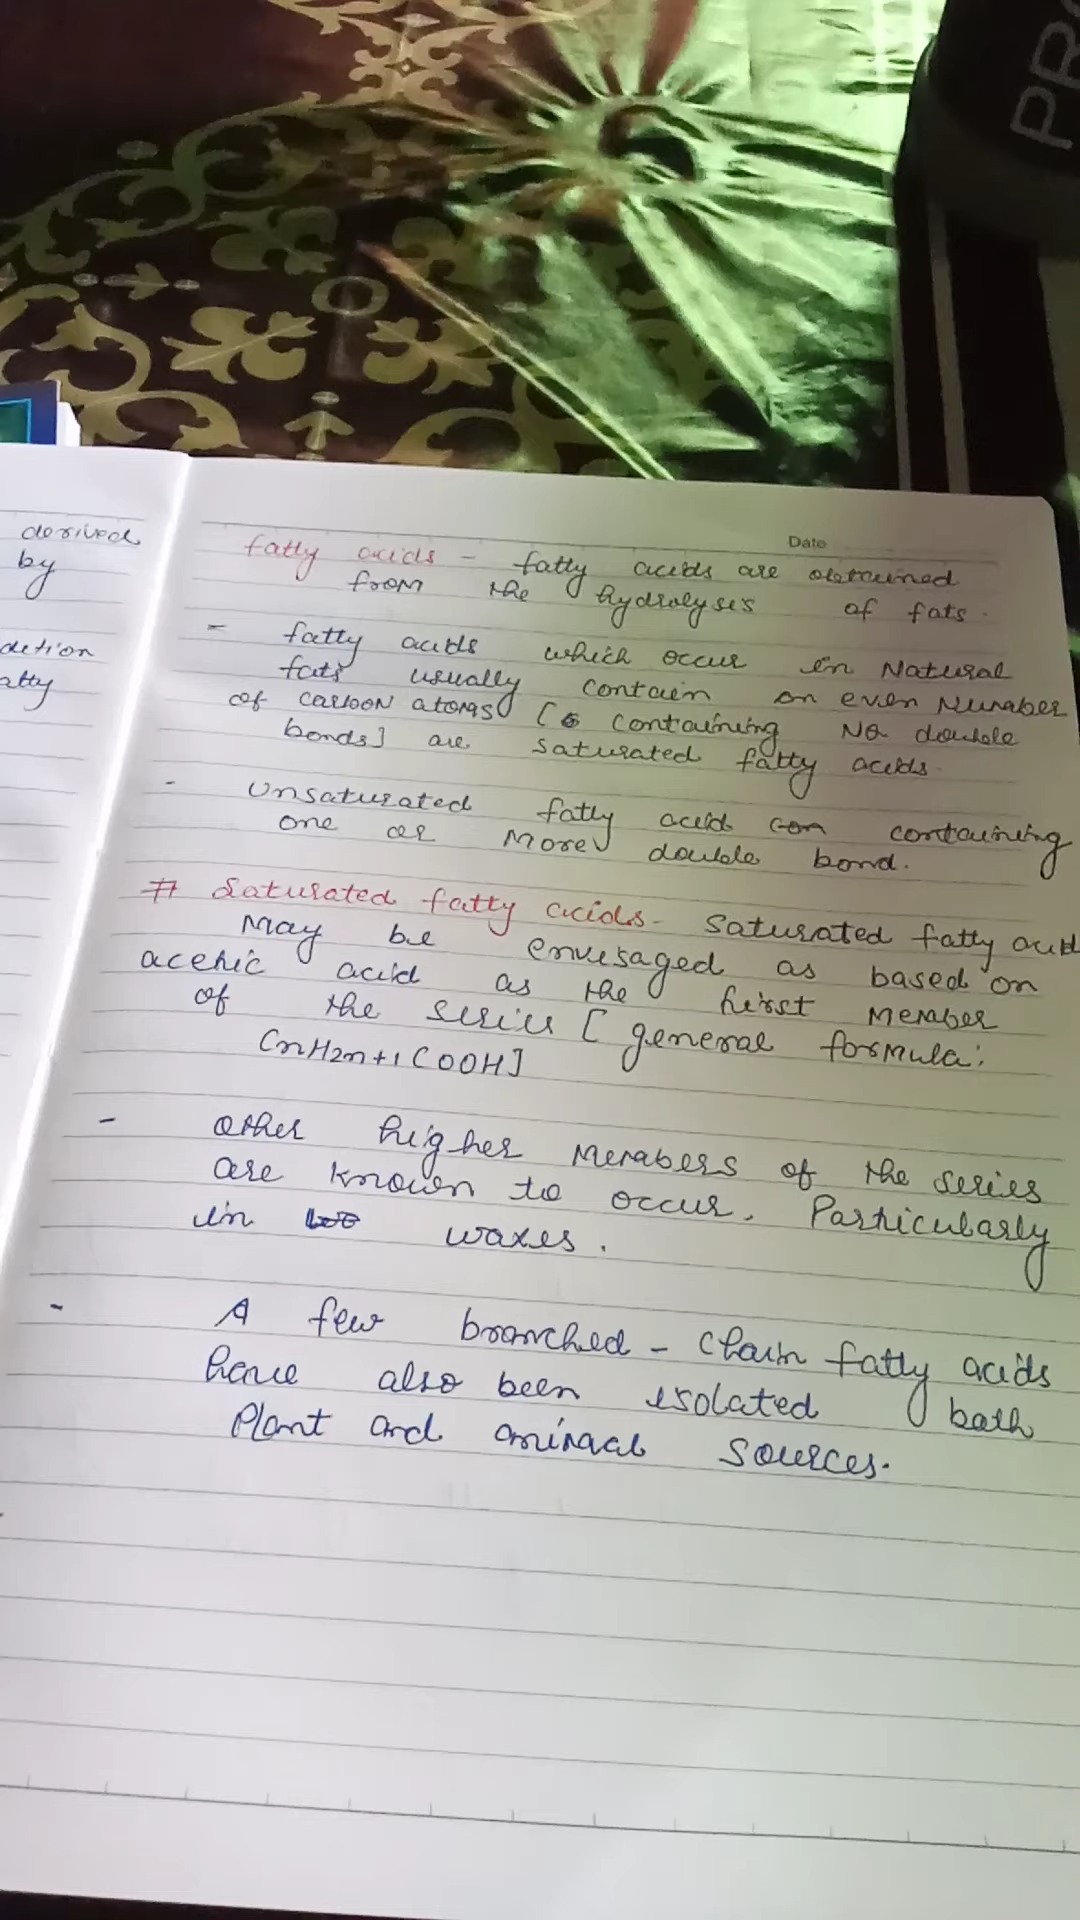 derived
by
atty
Date
fatty acids - fatty acids are obtained
from the hydrolyses of fats.
- fatty acids which occur in Natural
fats usually contain an even Number
of carbon atoms ( containing No double
bonds] are saturated fatty acids.
- Unsaturated fatty acid con containing
one or More double bond.
# Saturated fatty acids - Saturated fatty acid
May be envisaged as based on
acetic acid as the first Member
of the series [ general formula:
CnH2n+1COOH]
- other higher Members of the series
are known to occur. Particularly
in waxes.
- A few branched - chain fatty acids
have also been isolated both
Plant and animal sources.